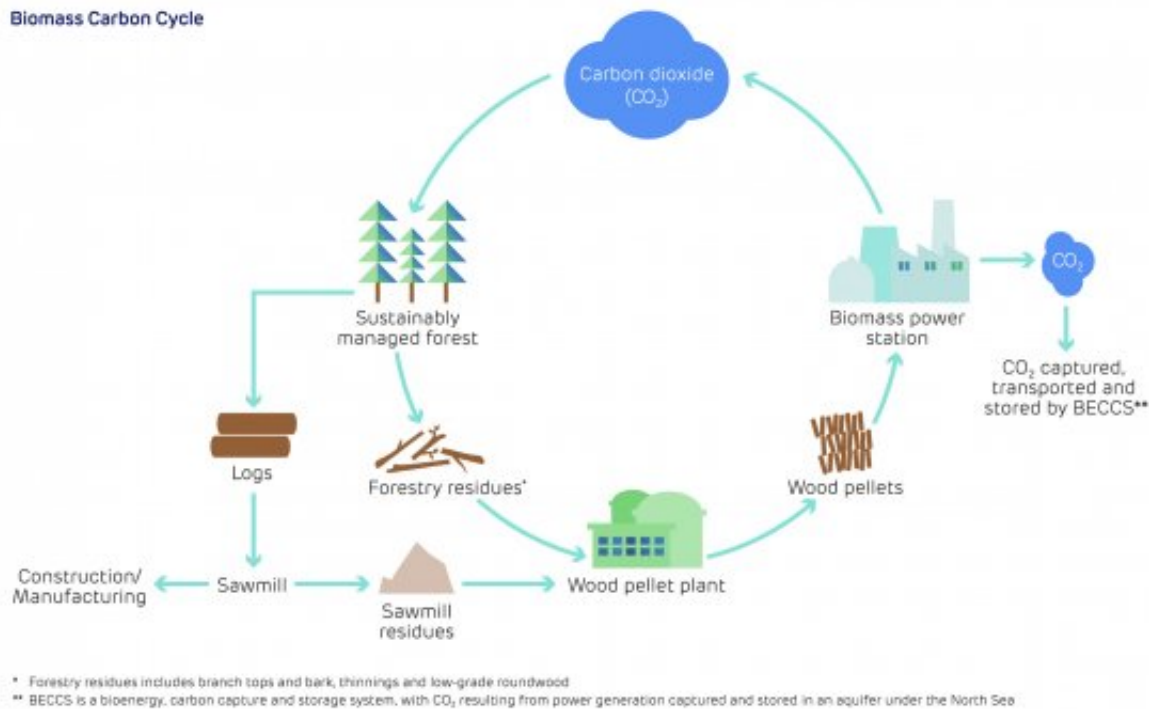 Biomass Carbon Cycle
Carbon dioxide
(CO₂)
Sustainably
managed forest
Biomass power
station
CO₂
CO₂ captured,
transported and
stored by BECCS**
Logs
Forestry residues*
Wood pellets
Construction/
Manufacturing
Sawmill
Sawmill
residues
Wood pellet plant
* Forestry residues includes branch tops and bark, thinnings and low-grade roundwood
** BECCS is a bioenergy, carbon capture and storage system, with CO₂ resulting from power generation captured and stored in an aquifer under the North Sea